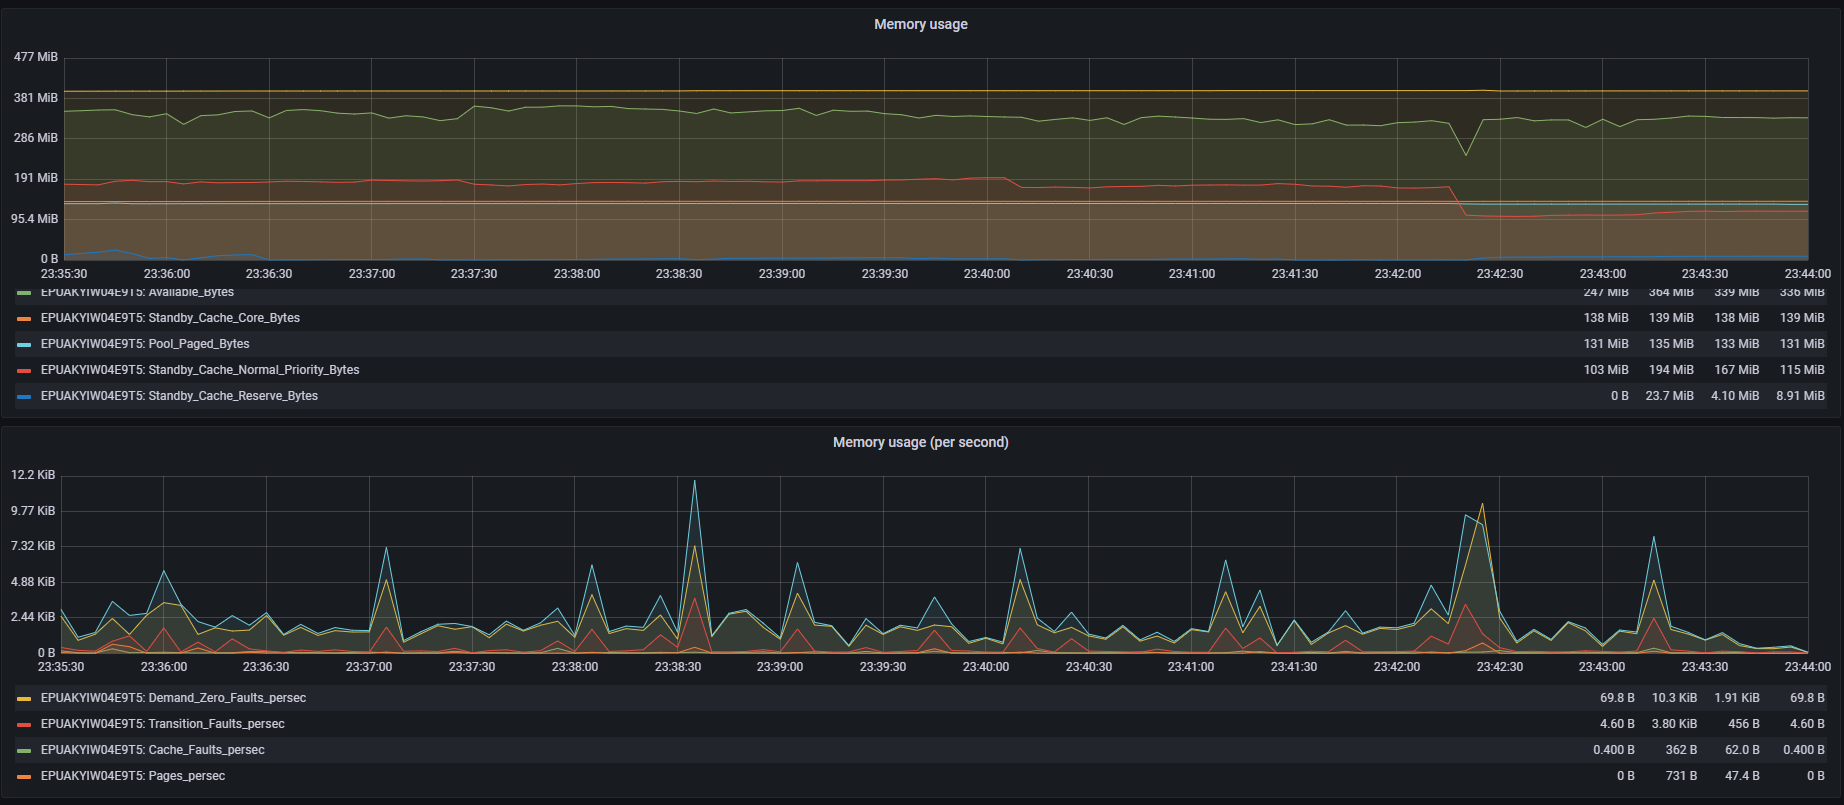 Memory usage
477 MiB
381 MiB
286 MiB
191 MiB
95.4 MiB
0 B
23:35:30 23:36:00 23:36:30 23:37:00 23:37:30 23:38:00 23:38:30 23:39:00 23:39:30 23:40:00 23:40:30 23:41:00 23:41:30 23:42:00 23:42:30 23:43:00 23:43:30 23:44:00
EPUAKYIW04E9T5: Available_Bytes 247 MiB 364 MiB 339 MiB 336 MiB
EPUAKYIW04E9T5: Standby_Cache_Core_Bytes 138 MiB 139 MiB 138 MiB 139 MiB
EPUAKYIW04E9T5: Pool_Paged_Bytes 131 MiB 135 MiB 133 MiB 131 MiB
EPUAKYIW04E9T5: Standby_Cache_Normal_Priority_Bytes 103 MiB 194 MiB 167 MiB 115 MiB
EPUAKYIW04E9T5: Standby_Cache_Reserve_Bytes 0 B 23.7 MiB 4.10 MiB 8.91 MiB
Memory usage (per second)
12.2 KiB
9.77 KiB
7.32 KiB
4.88 KiB
2.44 KiB
0 B
23:35:30 23:36:00 23:36:30 23:37:00 23:37:30 23:38:00 23:38:30 23:39:00 23:39:30 23:40:00 23:40:30 23:41:00 23:41:30 23:42:00 23:42:30 23:43:00 23:43:30 23:44:00
EPUAKYIW04E9T5: Demand_Zero_Faults_persec 69.8 B 10.3 KiB 1.91 KiB 69.8 B
EPUAKYIW04E9T5: Transition_Faults_persec 4.60 B 3.80 KiB 456 B 4.60 B
EPUAKYIW04E9T5: Cache_Faults_persec 0.400 B 362 B 62.0 B 0.400 B
EPUAKYIW04E9T5: Pages_persec 0 B 731 B 47.4 B 0 B